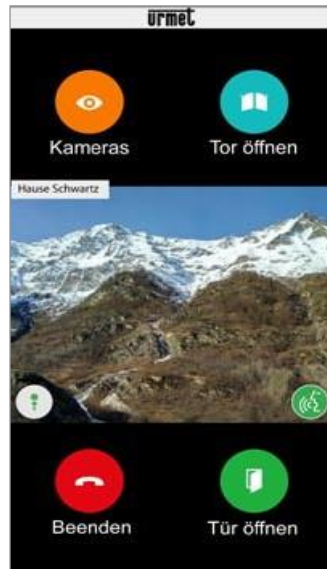 urmet
Kameras
Tor öffnen
Hause Schwartz
Beenden
Tür öffnen